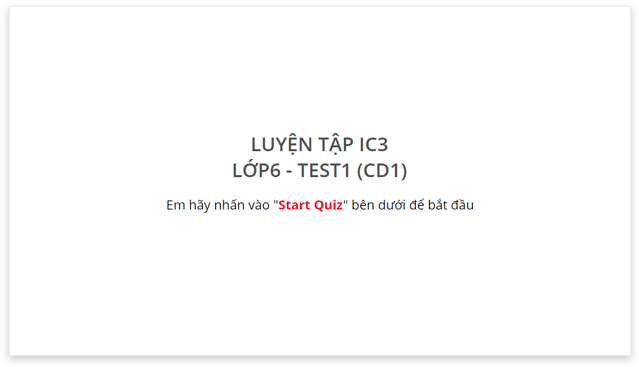 LUYỆN TẬP IC3
LỚP6 - TEST1 (CD1)
Em hãy nhấn vào "Start Quiz" bên dưới để bắt đầu